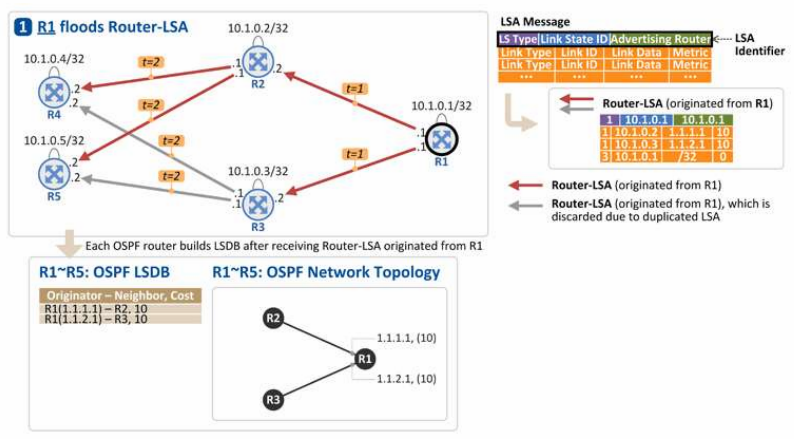 1 R1 floods Router-LSA
10.1.0.2/32
10.1.0.4/32
t=2
.1
.1
R2
.2
.2
R4
t=2
t=1
10.1.0.1/32
10.1.0.5/32
.1
.1
R1
.2
.2
R5
t=2
t=2
10.1.0.3/32
t=1
.1
.1
.2
R3
LSA Message
LS Type Link State ID Advertising Router
Link Type Link ID Link Data Metric
Link Type Link ID Link Data Metric
... ... ... ...
LSA
Identifier
Router-LSA (originated from R1)
1 10.1.0.1 10.1.0.1
1 10.1.0.2 1.1.1.1 10
1 10.1.0.3 1.1.2.1 10
3 10.1.0.1 /32 0
Router-LSA (originated from R1)
Router-LSA (originated from R1), which is
discarded due to duplicated LSA
Each OSPF router builds LSDB after receiving Router-LSA originated from R1
R1~R5: OSPF LSDB
Originator – Neighbor, Cost
R1(1.1.1.1) – R2, 10
R1(1.1.2.1) – R3, 10
R1~R5: OSPF Network Topology
R2
1.1.1.1, (10)
R1
1.1.2.1, (10)
R3